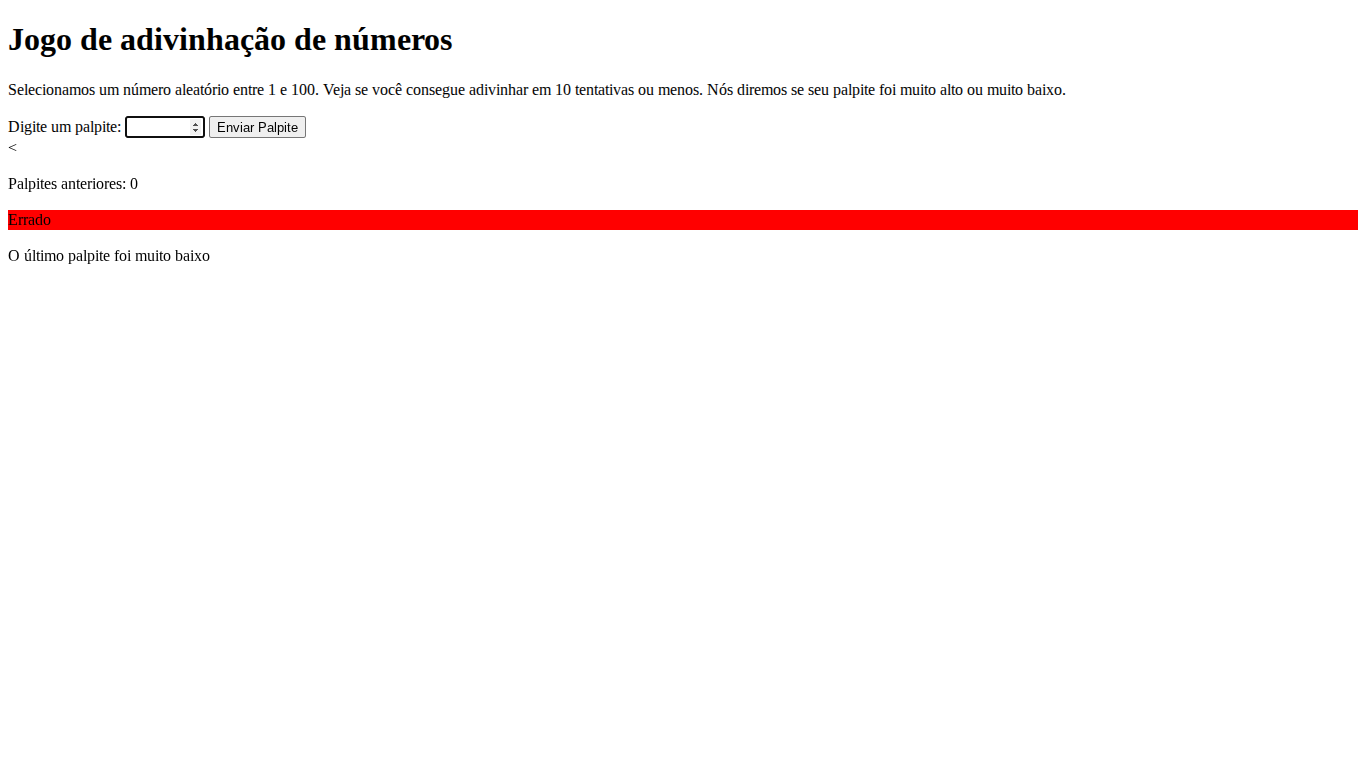 Jogo de adivinhação de números
Selecionamos um número aleatório entre 1 e 100. Veja se você consegue adivinhar em 10 tentativas ou menos. Nós diremos se seu palpite foi muito alto ou muito baixo.
Digite um palpite: Enviar Palpite
<
Palpites anteriores: 0
Errado
O último palpite foi muito baixo